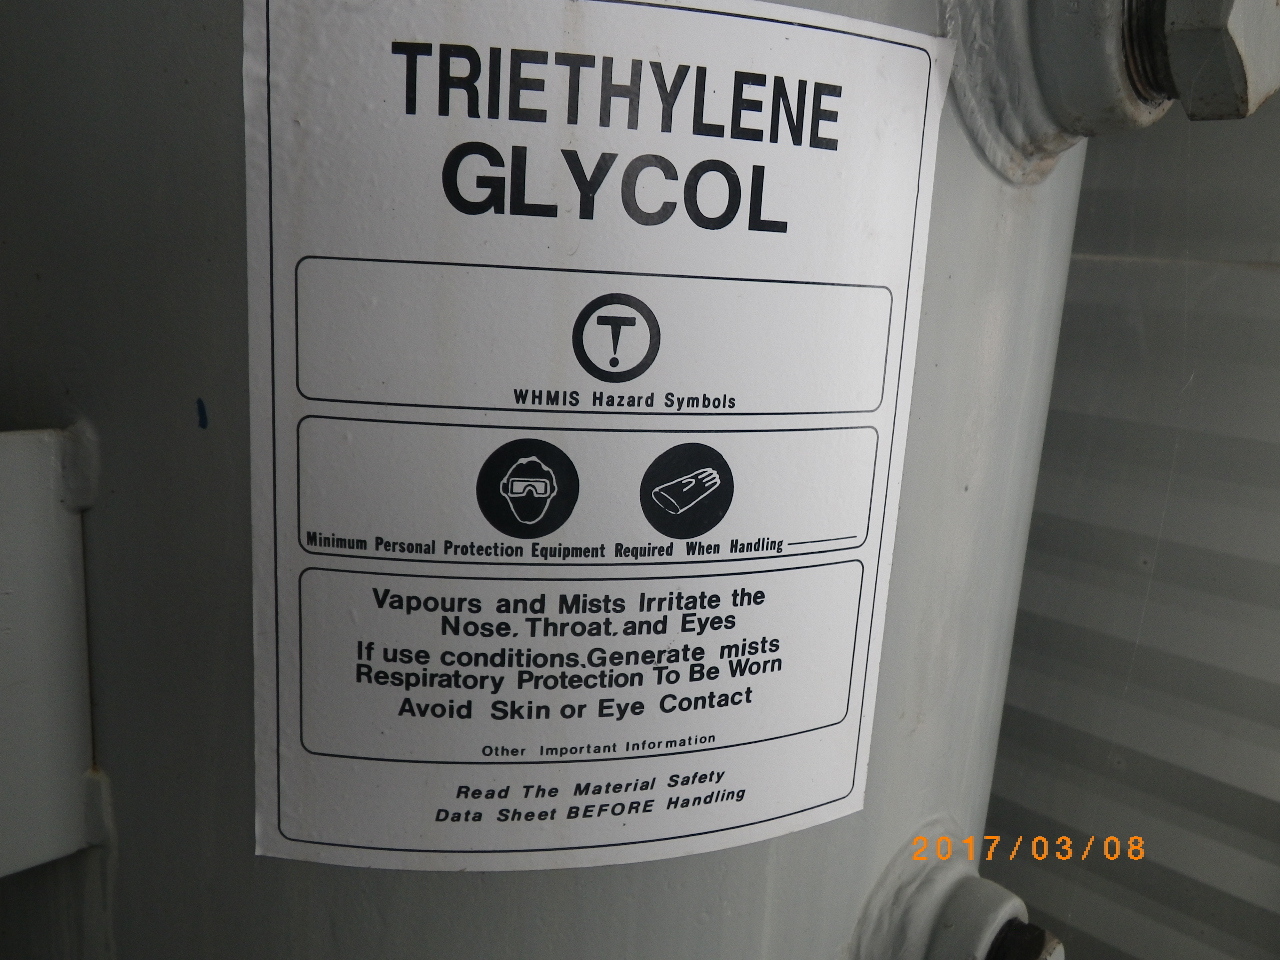 TRIETHYLENE
GLYCOL
T
WHMIS Hazard Symbols
Minimum Personal Protection Equipment Required When Handling
Vapours and Mists Irritate the
Nose, Throat, and Eyes
If use conditions, Generate mists
Respiratory Protection To Be Worn
Avoid Skin or Eye Contact
Other Important Information
Read The Material Safety
Data Sheet BEFORE Handling
2017/03/08